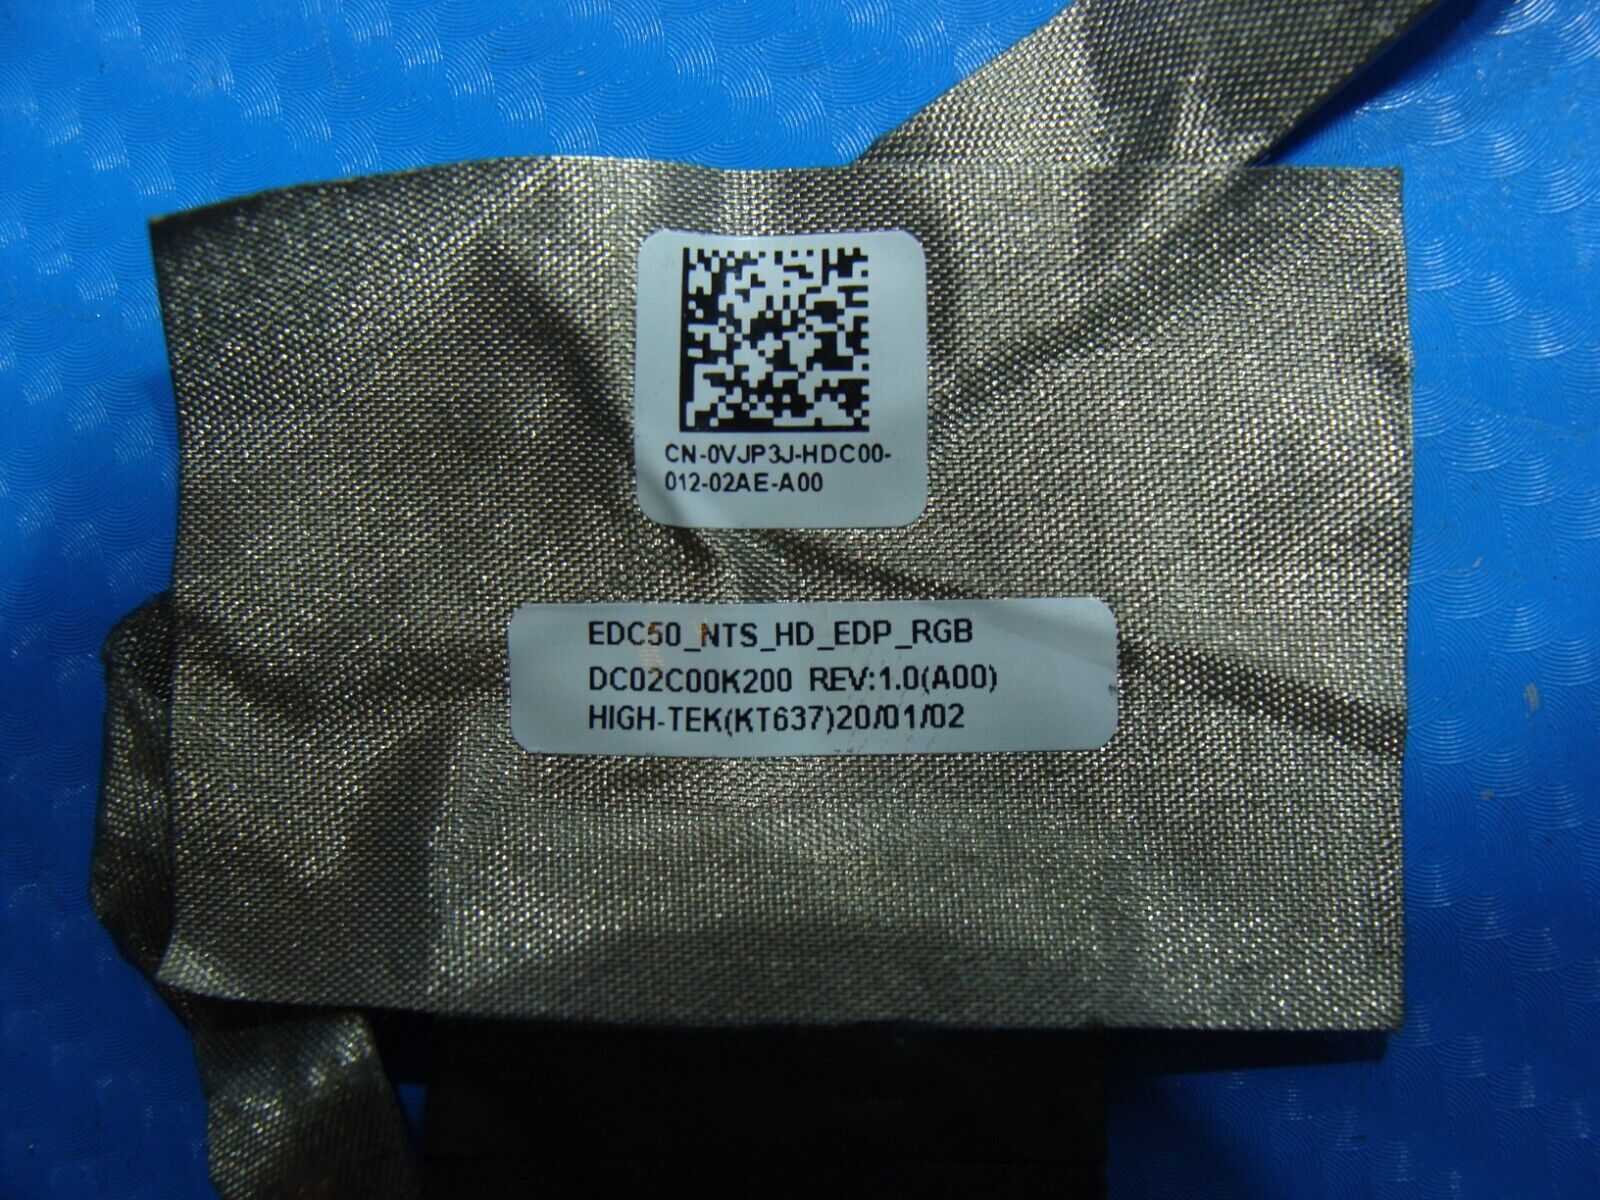 CN-0VJP3J-HDC00-
012-02AE-A00
EDC50_NTS_HD_EDP_RGB
DC02C00K200 REV:1.0(A00)
HIGH-TEK(KT637)20/01/02